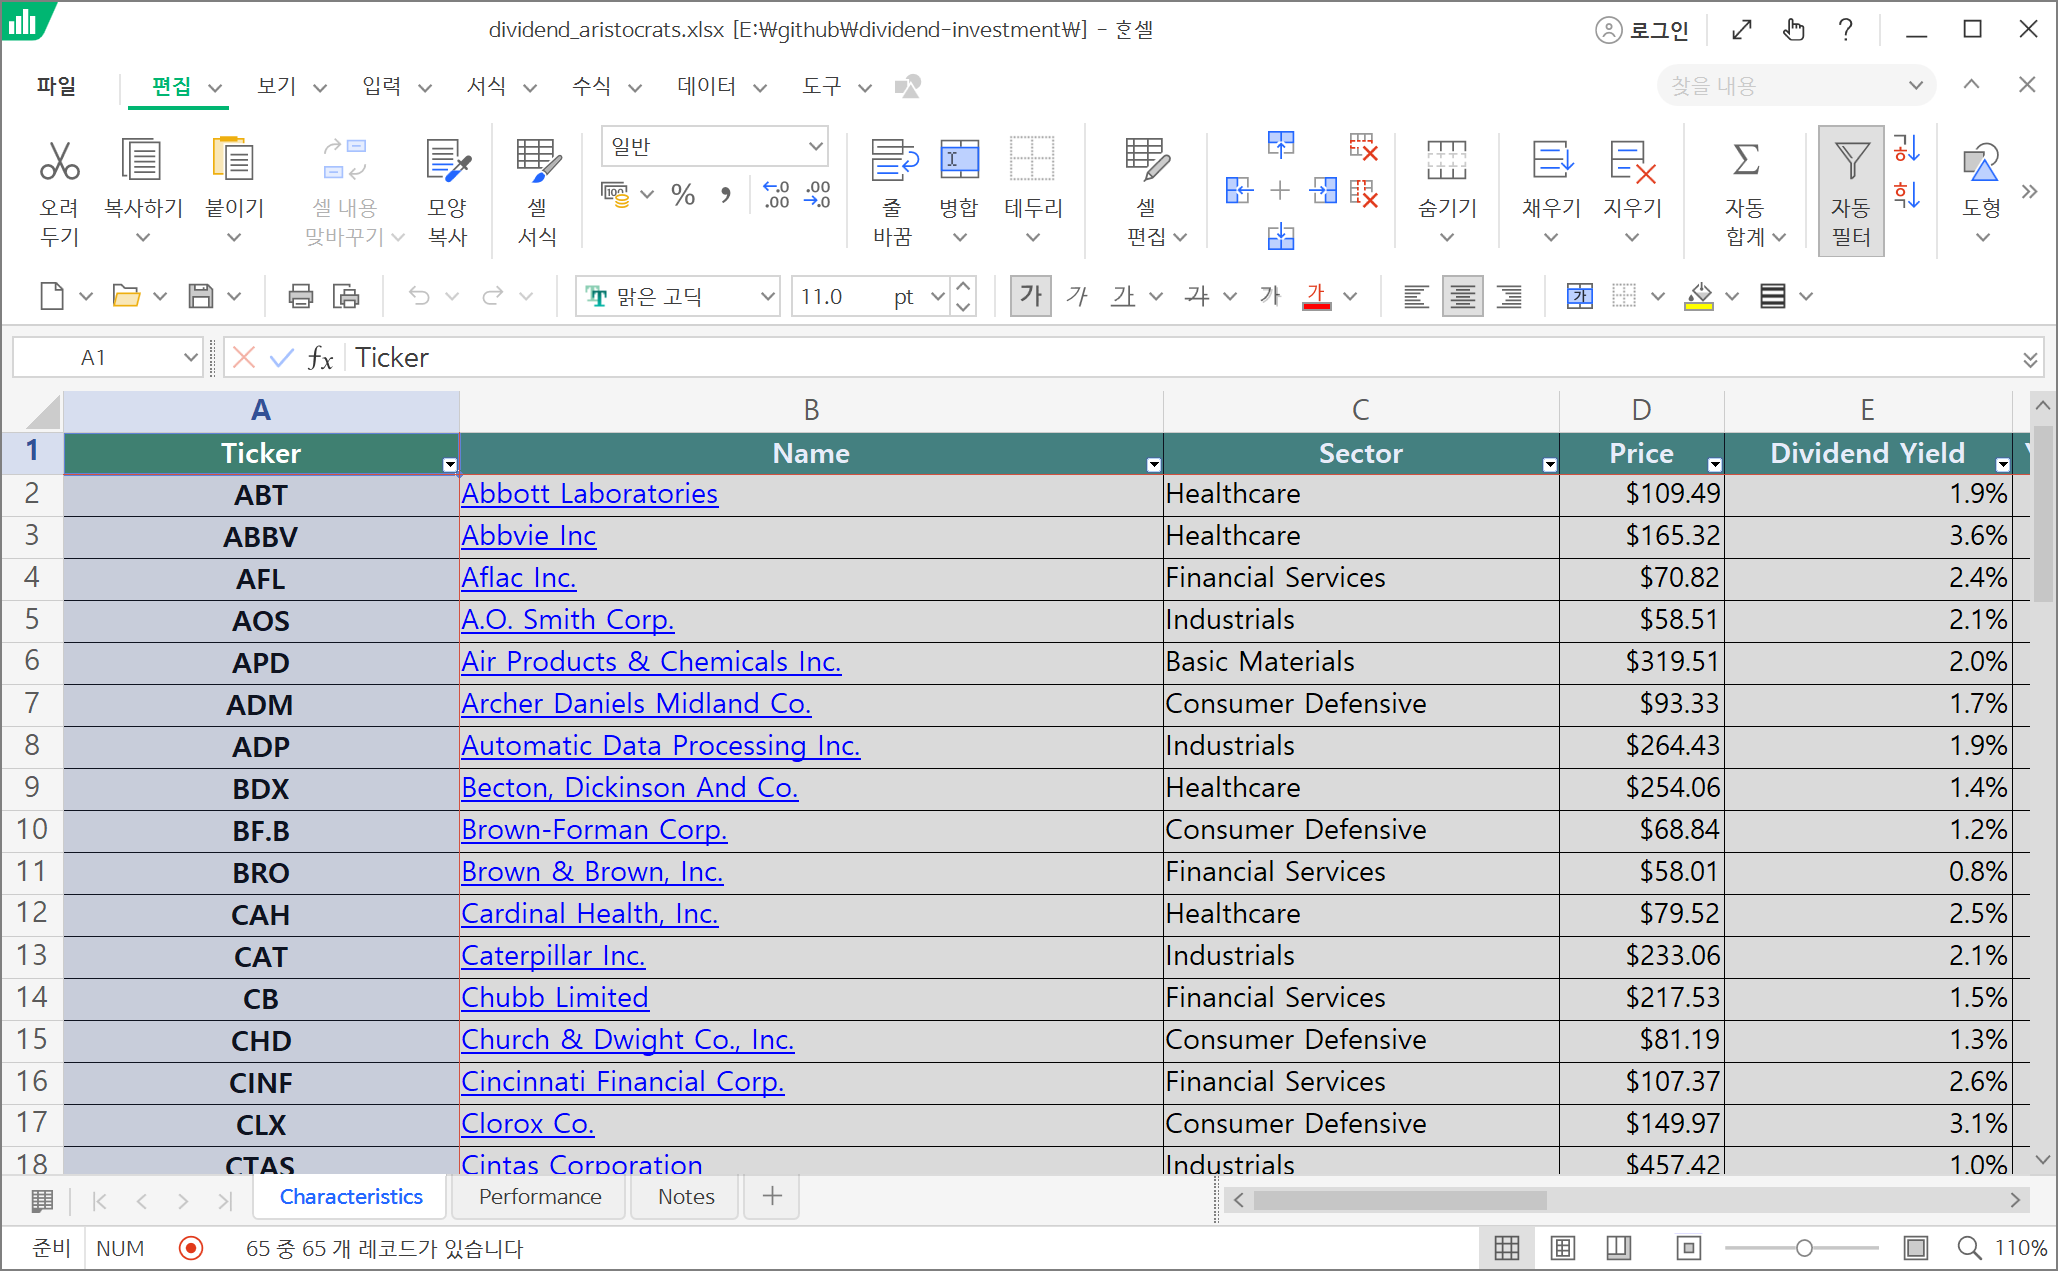 dividend_aristocrats.xlsx [E:₩github₩dividend-investment₩] - 한셀
로그인
파일 편집 보기 입력 서식 수식 데이터 도구
찾을 내용
오려 두기
복사하기
붙이기
셀 내용 맞바꾸기
모양 복사
셀 서식
일반
%
줄 바꿈
병합
테두리
셀 편집
숨기기
채우기
지우기
자동 합계
자동 필터
도형
맑은 고딕 11.0 pt 가 가 가 가 가 가
A1 fx Ticker
A B C D E
1 Ticker Name Sector Price Dividend Yield
2 ABT Abbott Laboratories Healthcare $109.49 1.9%
3 ABBV Abbvie Inc Healthcare $165.32 3.6%
4 AFL Aflac Inc. Financial Services $70.82 2.4%
5 AOS A.O. Smith Corp. Industrials $58.51 2.1%
6 APD Air Products & Chemicals Inc. Basic Materials $319.51 2.0%
7 ADM Archer Daniels Midland Co. Consumer Defensive $93.33 1.7%
8 ADP Automatic Data Processing Inc. Industrials $264.43 1.9%
9 BDX Becton, Dickinson And Co. Healthcare $254.06 1.4%
10 BF.B Brown-Forman Corp. Consumer Defensive $68.84 1.2%
11 BRO Brown & Brown, Inc. Financial Services $58.01 0.8%
12 CAH Cardinal Health, Inc. Healthcare $79.52 2.5%
13 CAT Caterpillar Inc. Industrials $233.06 2.1%
14 CB Chubb Limited Financial Services $217.53 1.5%
15 CHD Church & Dwight Co., Inc. Consumer Defensive $81.19 1.3%
16 CINF Cincinnati Financial Corp. Financial Services $107.37 2.6%
17 CLX Clorox Co. Consumer Defensive $149.97 3.1%
18 CTAS Cintas Corporation Industrials $457.42 1.0%
Characteristics Performance Notes
준비 NUM 65 중 65 개 레코드가 있습니다 110%